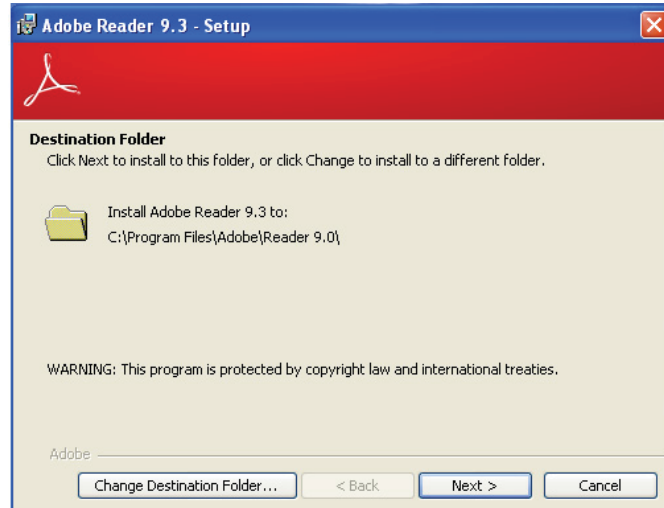 Adobe Reader 9.3 - Setup
Destination Folder
Click Next to install to this folder, or click Change to install to a different folder.
Install Adobe Reader 9.3 to:
C:\Program Files\Adobe\Reader 9.0\
WARNING: This program is protected by copyright law and international treaties.
Adobe
Change Destination Folder... < Back Next > Cancel